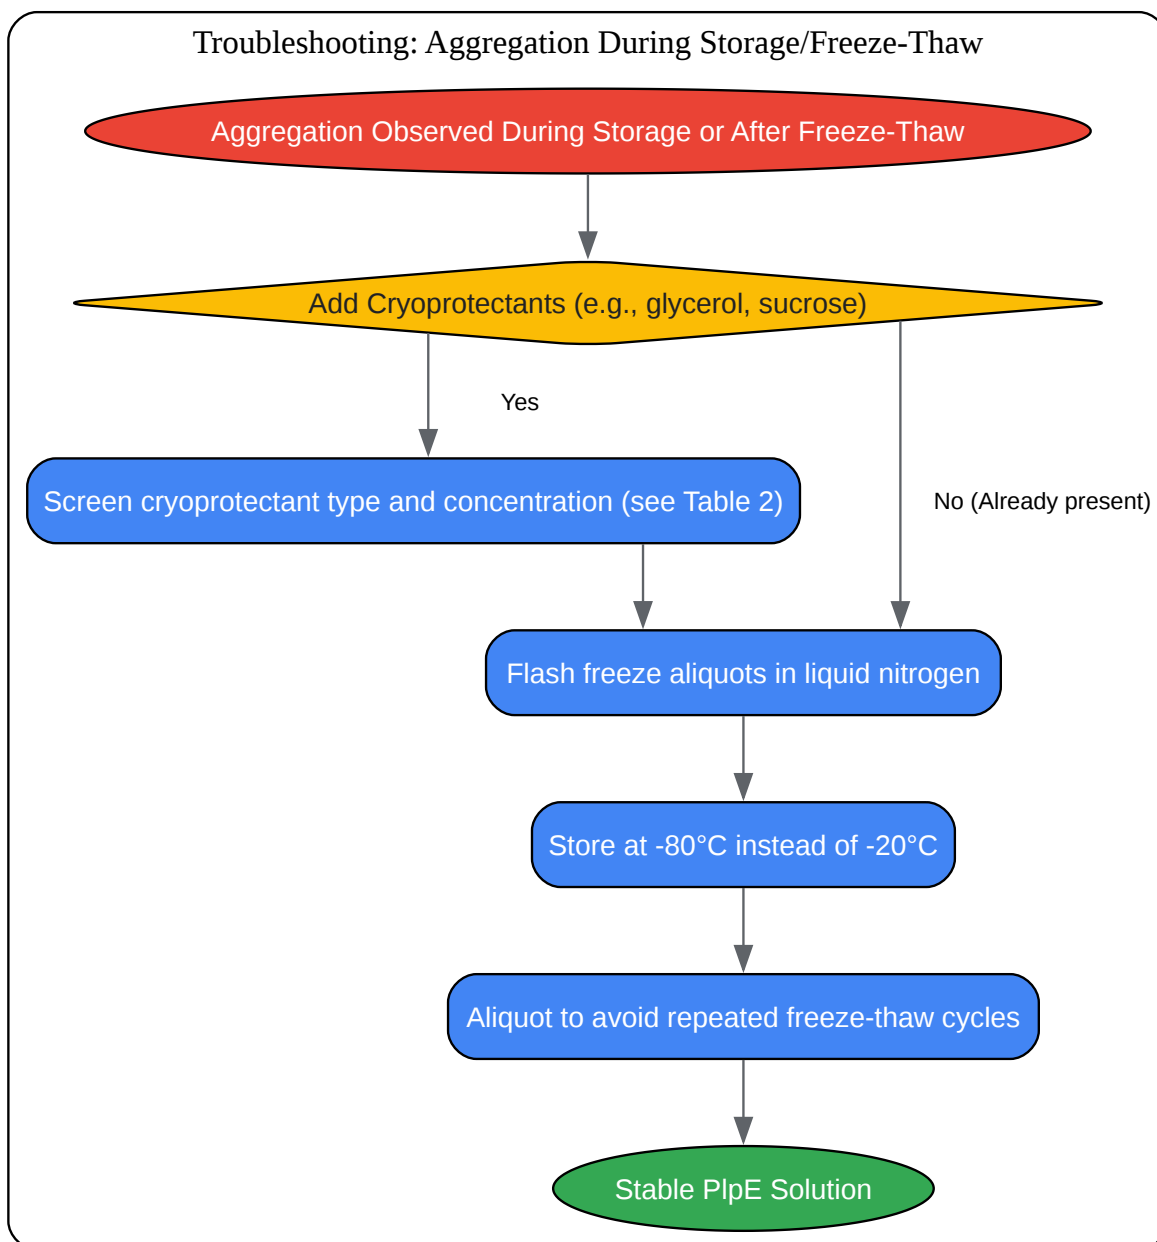 Troubleshooting: Aggregation During Storage/Freeze-Thaw
Aggregation Observed During Storage or After Freeze-Thaw
Add Cryoprotectants (e.g., glycerol, sucrose)
Yes
Screen cryoprotectant type and concentration (see Table 2)
No (Already present)
Flash freeze aliquots in liquid nitrogen
Store at -80°C instead of -20°C
Aliquot to avoid repeated freeze-thaw cycles
Stable PlpE Solution